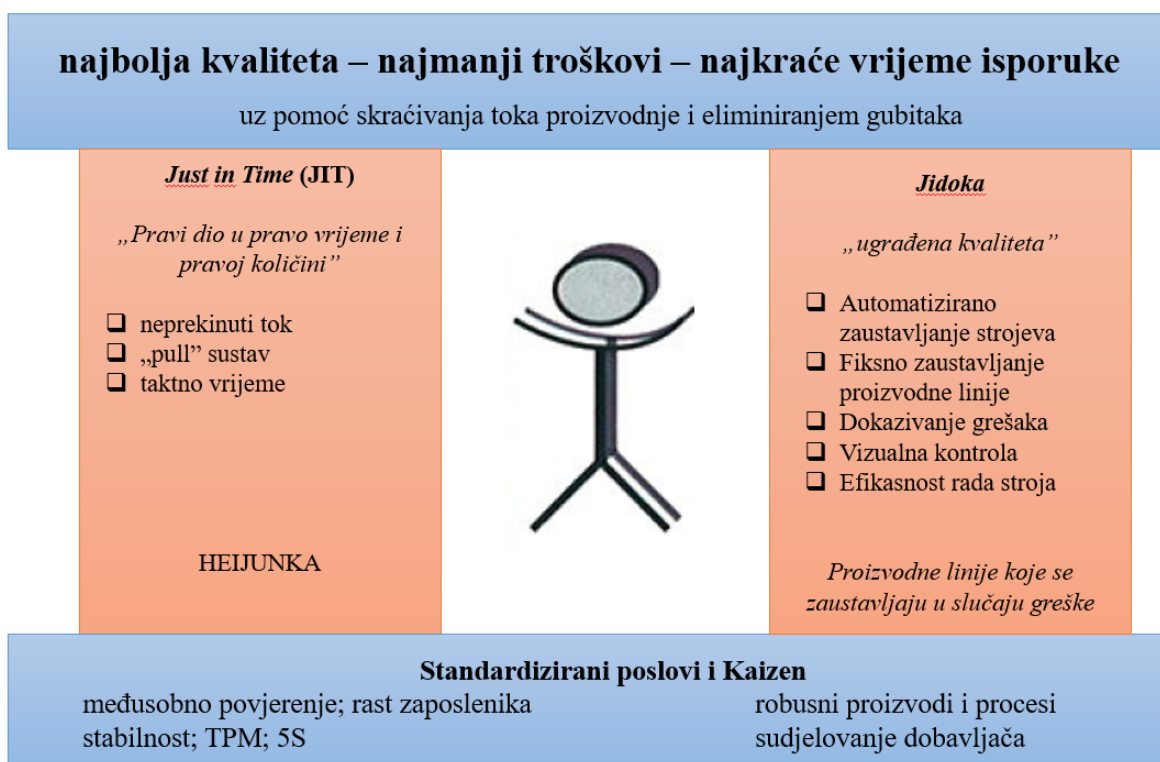 najbolja kvaliteta – najmanji troškovi – najkraće vrijeme isporuke
uz pomoć skraćivanja toka proizvodnje i eliminiranjem gubitaka
Just in Time (JIT)
„Pravi dio u pravo vrijeme i
pravoj količini”
❑ neprekinuti tok
❑ „pull” sustav
❑ taktno vrijeme
HEIJUNKA
Jidoka
„ugrađena kvaliteta”
❑ Automatizirano
zaustavljanje strojeva
❑ Fiksno zaustavljanje
proizvodne linije
❑ Dokazivanje grešaka
❑ Vizualna kontrola
❑ Efikasnost rada stroja
Proizvodne linije koje se
zaustavljaju u slučaju greške
Standardizirani poslovi i Kaizen
međusobno povjerenje; rast zaposlenika
stabilnost; TPM; 5S
robusni proizvodi i procesi
sudjelovanje dobavljača